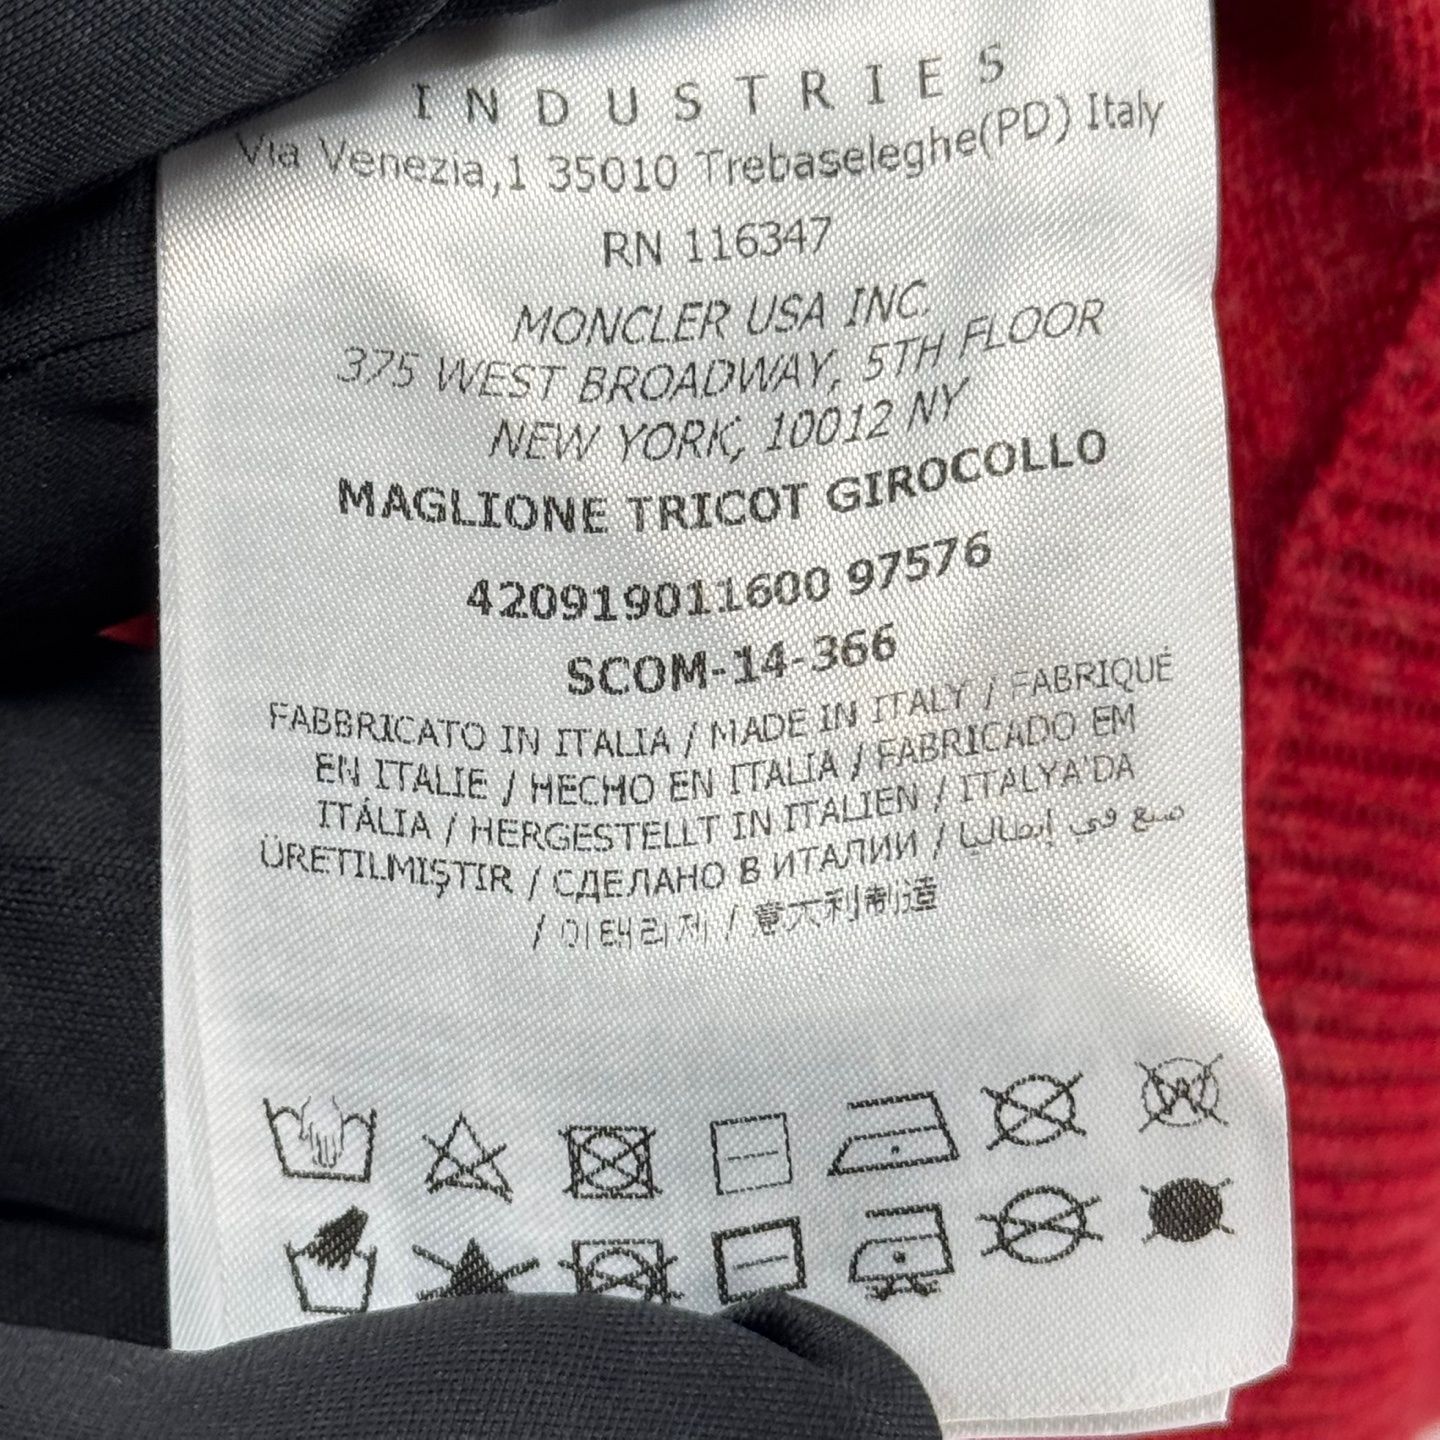 INDUSTRIES
Via Venezia,1 35010 Trebaseleghe(PD) Italy
RN 116347
MONCLER USA INC.
375 WEST BROADWAY, 5TH FLOOR
NEW YORK, 10012 NY
MAGLIONE TRICOT GIROCOLLO
420919011600 97576
SCOM-14-366
FABBRICATO IN ITALIA / MADE IN ITALY / FABRIQUÉ
EN ITALIE / HECHO EN ITALIA / FABRICADO EM
ITÁLIA / HERGESTELLT IN ITALIEN / ITALYA'DA
ÜRETILMIŞTIR / СДЕЛАНО В ИТАЛИИ / صنع في إيطاليا
/ 이태리제 / 意大利制造
W